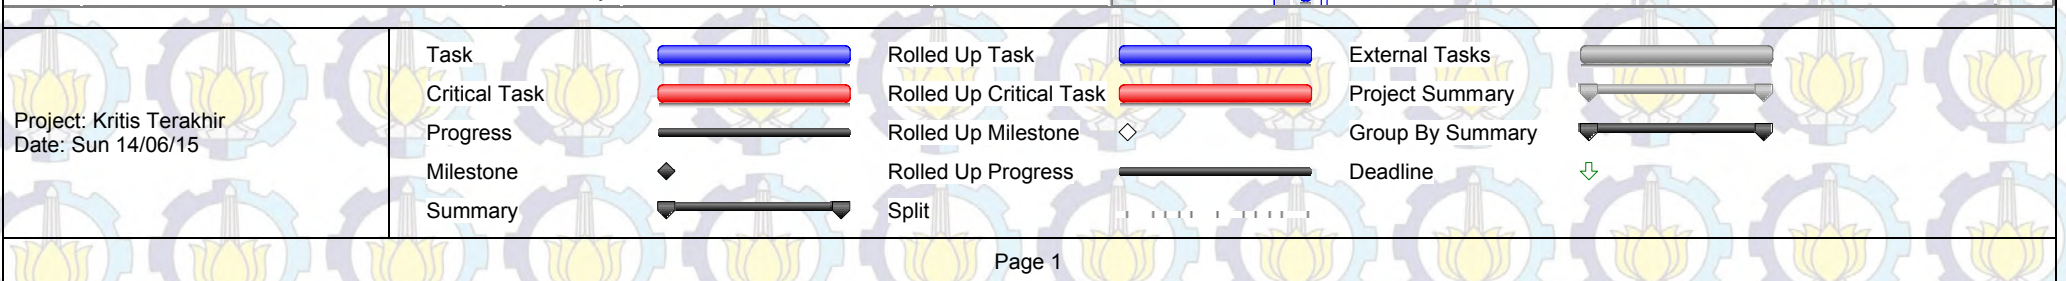 Project: Kritis Terakhir
Date: Sun 14/06/15
Task
Critical Task
Progress
Milestone
Summary
Rolled Up Task
Rolled Up Critical Task
Rolled Up Milestone
Rolled Up Progress
Split
External Tasks
Project Summary
Group By Summary
Deadline
Page 1